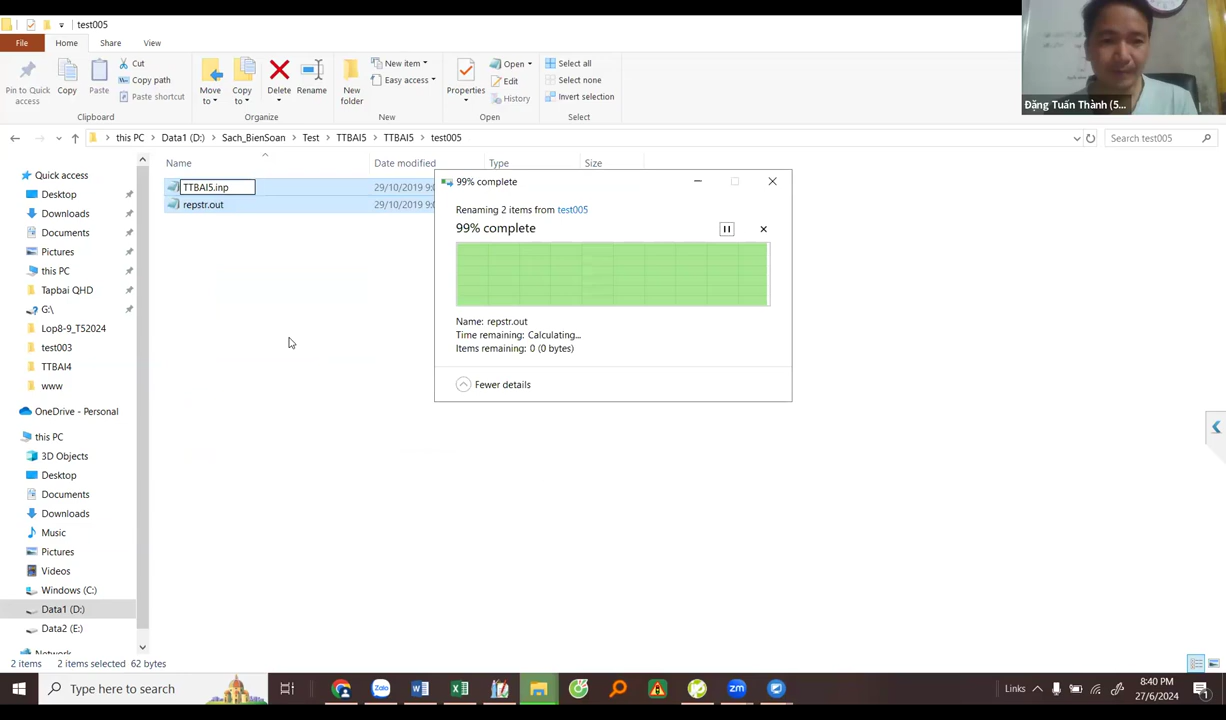 test005
File
Home
Share
View
Pin to Quick access
Copy
Paste
Cut
Copy path
Paste shortcut
Clipboard
Move to
Copy to
Delete
Rename
Organize
New folder
New item
Easy access
New
Properties
Open
Edit
History
Open
Select all
Select none
Invert selection
Select
Đặng Tuấn Thành (5...
this PC > Data1 (D:) > Sach_BienSoan > Test > TTBAI5 > TTBAI5 > test005
Search test005
Name
Date modified
Type
Size
TTBAI5.inp
29/10/2019 9:0
repstr.out
29/10/2019 9:0
Quick access
Desktop
Downloads
Documents
Pictures
this PC
Tapbai QHD
G:\
Lop8-9_T52024
test003
TTBAI4
www
OneDrive - Personal
this PC
3D Objects
Desktop
Documents
Downloads
Music
Pictures
Videos
Windows (C:)
Data1 (D:)
Data2 (E:)
Network
99% complete
Renaming 2 items from test005
99% complete
Name: repstr.out
Time remaining: Calculating...
Items remaining: 0 (0 bytes)
Fewer details
2 items
2 items selected 62 bytes
Type here to search
Links
8:40 PM
27/6/2024